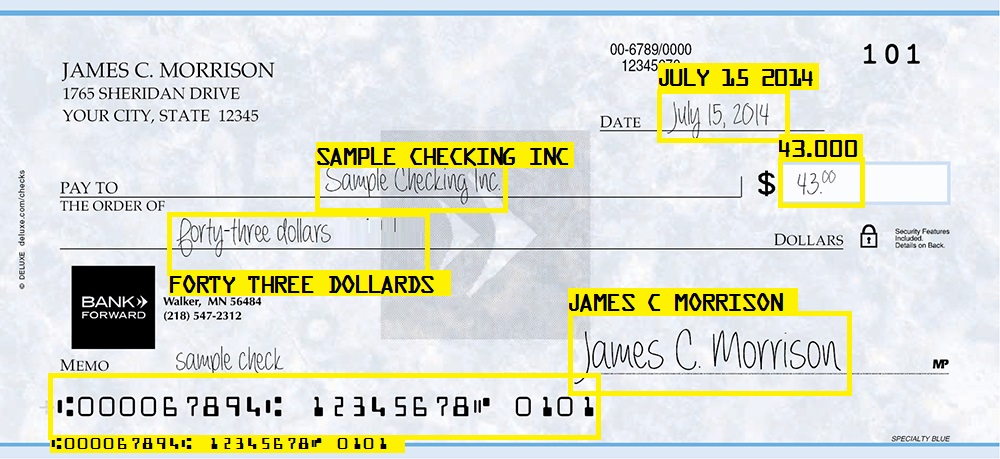 00-6789/0000
101
JAMES C. MORRISON
1765 SHERIDAN DRIVE
YOUR CITY, STATE 12345
JULY 15 2014
DATE July 15, 2014
SAMPLE CHECKING INC
43.000
PAY TO THE ORDER OF Sample Checking Inc.
$ 43.00
forty-three dollars
DOLLARS
Security Features Included. Details on Back.
© DELUXE deluxe.com/checks
FORTY THREE DOLLARDS
BANK FORWARD
Walker, MN 56484
(218) 547-2312
JAMES C MORRISON
MEMO sample check
James C. Morrison
MP
⑆000067894⑆ 12345678⑈ 0101
⑆000067894⑆ 12345678⑈ 0101
SPECIALTY BLUE